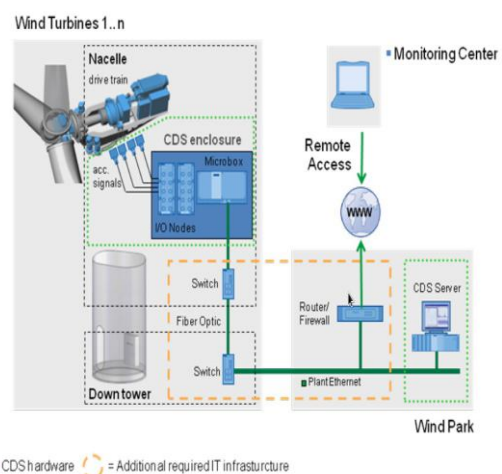 Wind Turbines 1..n
Nacelle
drive train
CDS enclosure
Microbox
acc.
signals
I/O Nodes
Switch
Fiber Optic
Switch
Down tower
Monitoring Center
Remote
Access
www
Router/
Firewall
CDS Server
Plant Ethernet
Wind Park
CDS hardware = Additional required IT infrasturcture